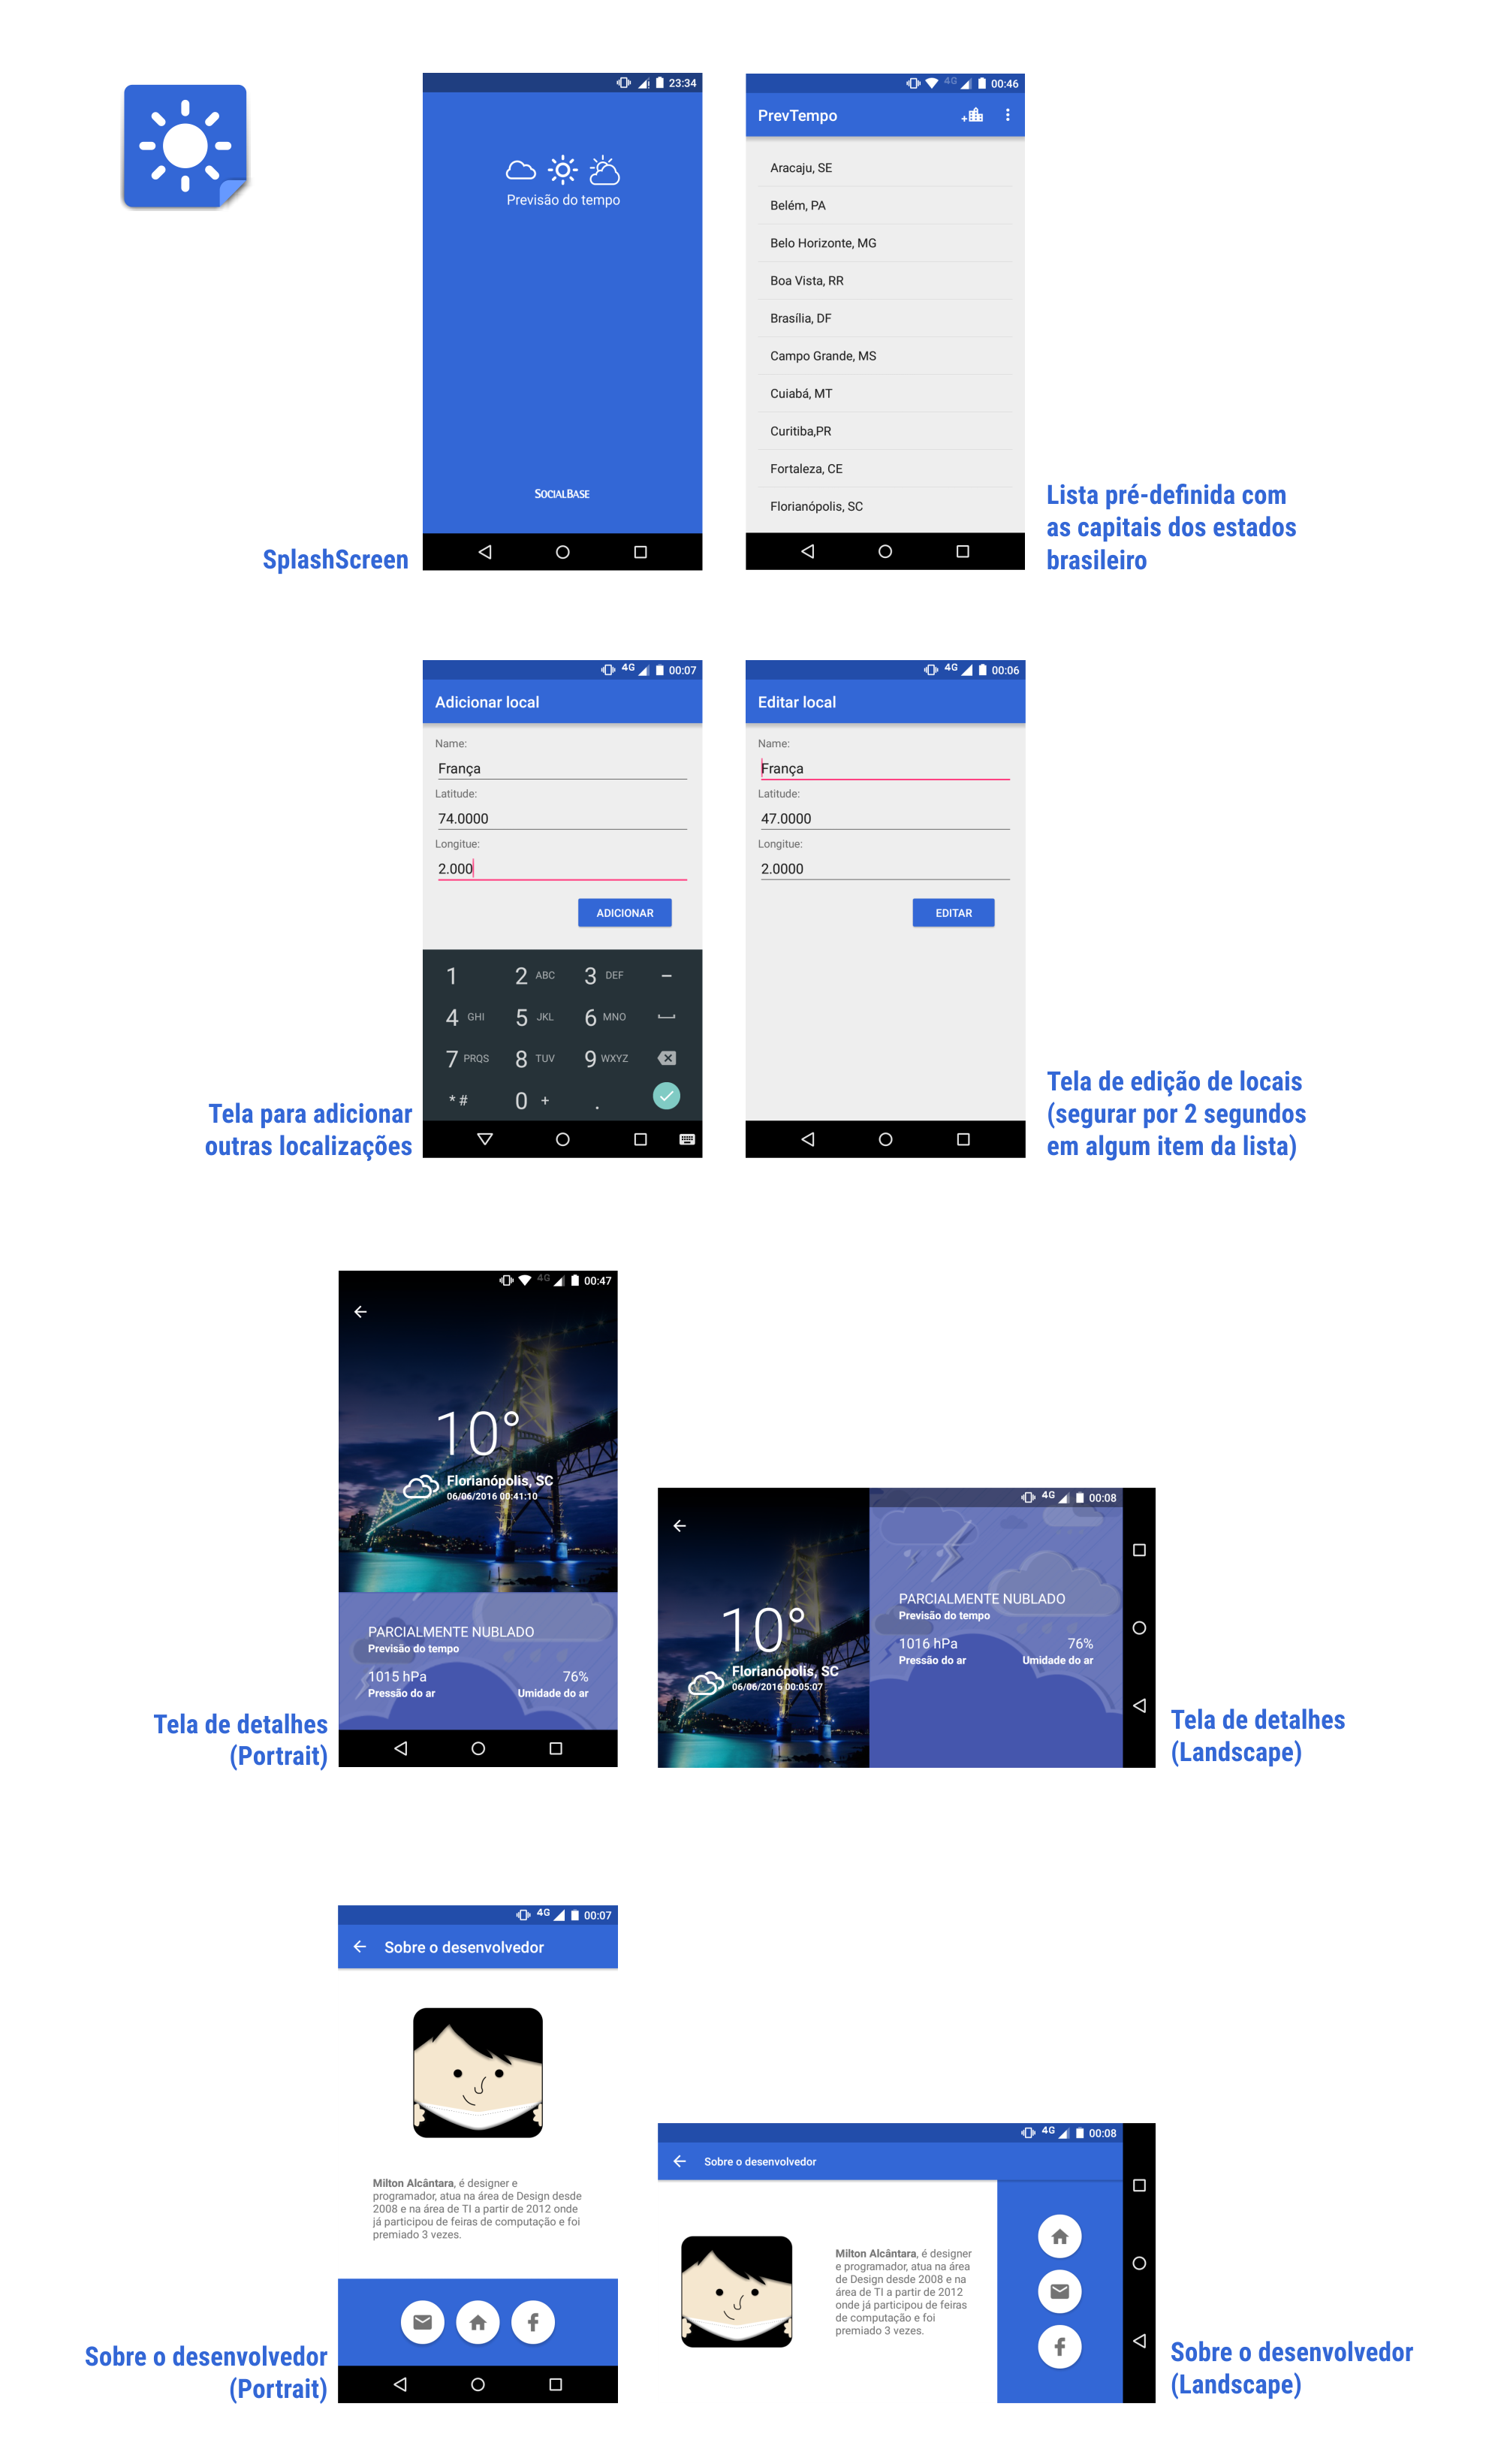 23:34
Previsão do tempo
SOCIALBASE
SplashScreen
4G 00:46
PrevTempo
Aracaju, SE
Belém, PA
Belo Horizonte, MG
Boa Vista, RR
Brasília, DF
Campo Grande, MS
Cuiabá, MT
Curitiba,PR
Fortaleza, CE
Florianópolis, SC
Lista pré-definida com
as capitais dos estados
brasileiro
4G 00:07
Adicionar local
Name:
França
Latitude:
74.0000
Longitue:
2.000
ADICIONAR
1 2 ABC 3 DEF –
4 GHI 5 JKL 6 MNO
7 PRQS 8 TUV 9 WXYZ
* # 0 + .
Tela para adicionar
outras localizações
4G 00:06
Editar local
Name:
França
Latitude:
47.0000
Longitue:
2.0000
EDITAR
Tela de edição de locais
(segurar por 2 segundos
em algum item da lista)
4G 00:47
10°
Florianópolis, SC
06/06/2016 00:41:10
PARCIALMENTE NUBLADO
Previsão do tempo
1015 hPa 76%
Pressão do ar Umidade do ar
Tela de detalhes
(Portrait)
4G 00:08
10°
Florianópolis, SC
06/06/2016 00:05:07
PARCIALMENTE NUBLADO
Previsão do tempo
1016 hPa 76%
Pressão do ar Umidade do ar
Tela de detalhes
(Landscape)
4G 00:07
Sobre o desenvolvedor
Milton Alcântara, é designer e
programador, atua na área de Design desde
2008 e na área de TI a partir de 2012 onde
já participou de feiras de computação e foi
premiado 3 vezes.
Sobre o desenvolvedor
(Portrait)
4G 00:08
Sobre o desenvolvedor
Milton Alcântara, é designer
e programador, atua na área
de Design desde 2008 e na
área de TI a partir de 2012
onde já participou de feiras
de computação e foi
premiado 3 vezes.
Sobre o desenvolvedor
(Landscape)